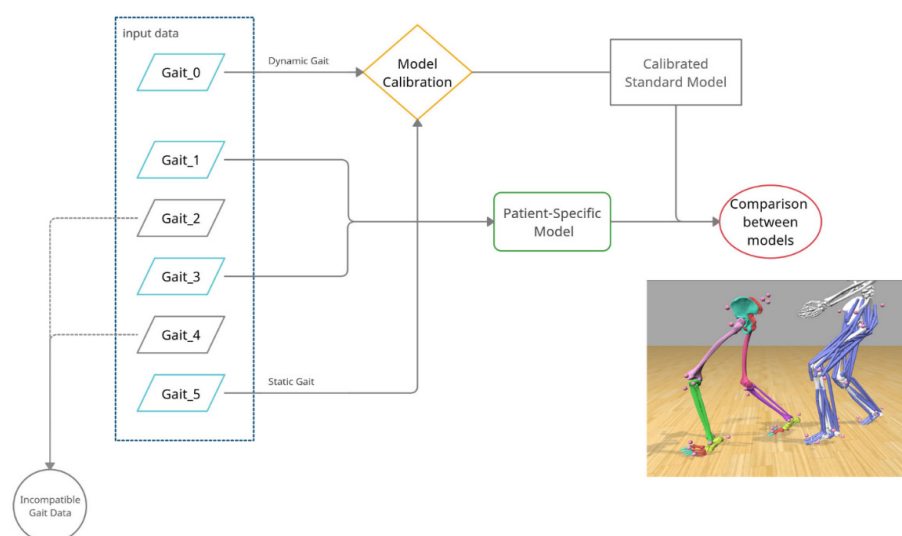 input data
Gait_0
Dynamic Gait
Model
Calibration
Calibrated
Standard Model
Gait_1
Gait_2
Patient-Specific
Model
Comparison
between
models
Gait_3
Gait_4
Static Gait
Gait_5
Incompatible
Gait Data